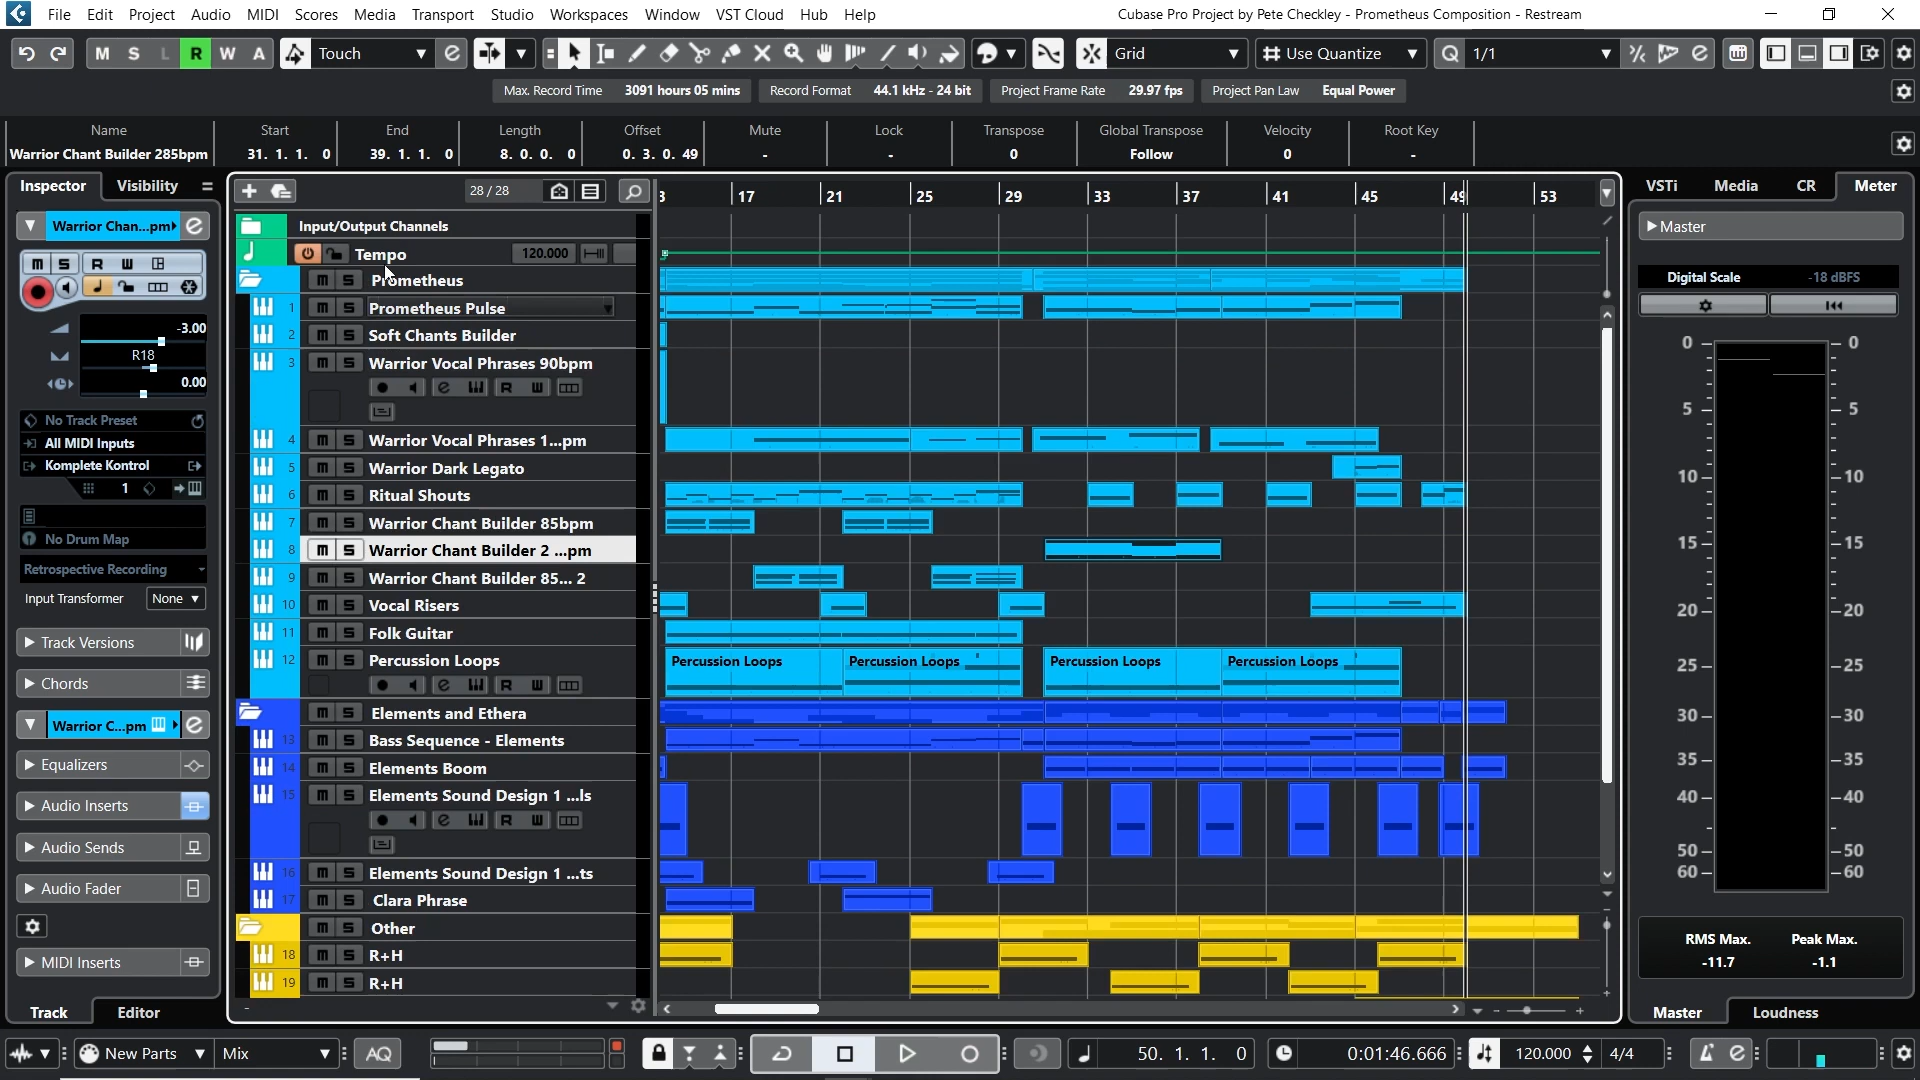 File Edit Project Audio MIDI Scores Media Transport Studio Workspaces Window VST Cloud Hub Help Cubase Pro Project by Pete Checkley - Prometheus Composition - Restream
M S L R W A Touch Grid Use Quantize Q 1/1
Max. Record Time 3091 hours 05 mins Record Format 44.1 kHz - 24 bit Project Frame Rate 29.97 fps Project Pan Law Equal Power
Name Start End Length Offset Mute Lock Transpose Global Transpose Velocity Root Key
Warrior Chant Builder 285bpm 31. 1. 1. 0 39. 1. 1. 0 8. 0. 0. 0 0. 3. 0. 49 - - 0 Follow 0 -
Inspector Visibility
Warrior Chan...pm
M S R W
-3.00
R18
0.00
No Track Preset
All MIDI Inputs
Komplete Kontrol
1
No Drum Map
Retrospective Recording
Input Transformer None
Track Versions
Chords
Warrior C...pm
Equalizers
Audio Inserts
Audio Sends
Audio Fader
MIDI Inserts
Track Editor
28 / 28
17 21 25 29 33 37 41 45 49 53
Input/Output Channels
Tempo 120.000
M S Prometheus
1 M S Prometheus Pulse
2 M S Soft Chants Builder
3 M S Warrior Vocal Phrases 90bpm
R W
4 M S Warrior Vocal Phrases 1...pm
5 M S Warrior Dark Legato
6 M S Ritual Shouts
7 M S Warrior Chant Builder 85bpm
8 M S Warrior Chant Builder 2 ...pm
9 M S Warrior Chant Builder 85... 2
10 M S Vocal Risers
11 M S Folk Guitar
12 M S Percussion Loops
R W
Percussion Loops Percussion Loops Percussion Loops Percussion Loops
M S Elements and Ethera
13 M S Bass Sequence - Elements
14 M S Elements Boom
15 M S Elements Sound Design 1 ...ls
R W
16 M S Elements Sound Design 1 ...ts
17 M S Clara Phrase
M S Other
18 M S R+H
19 M S R+H
VSTi Media CR Meter
Master
Digital Scale -18 dBFS
0 0
5 5
10 10
15 15
20 20
25 25
30 30
35 35
40 40
50 50
60 60
RMS Max. Peak Max.
-11.7 -1.1
Master Loudness
New Parts Mix AQ 50. 1. 1. 0 0:01:46.666 120.000 4/4